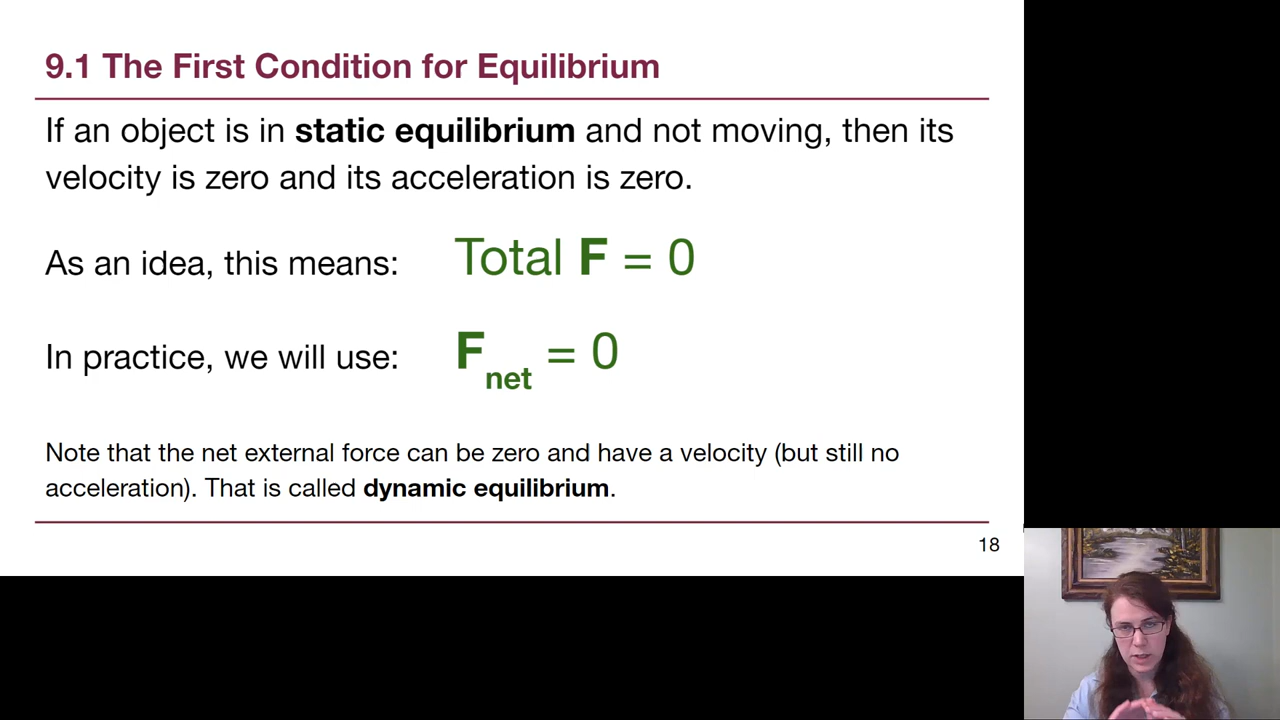 9.1 The First Condition for Equilibrium
If an object is in static equilibrium and not moving, then its
velocity is zero and its acceleration is zero.
As an idea, this means: Total F = 0
In practice, we will use: Fnet = 0
Note that the net external force can be zero and have a velocity (but still no
acceleration). That is called dynamic equilibrium.
18